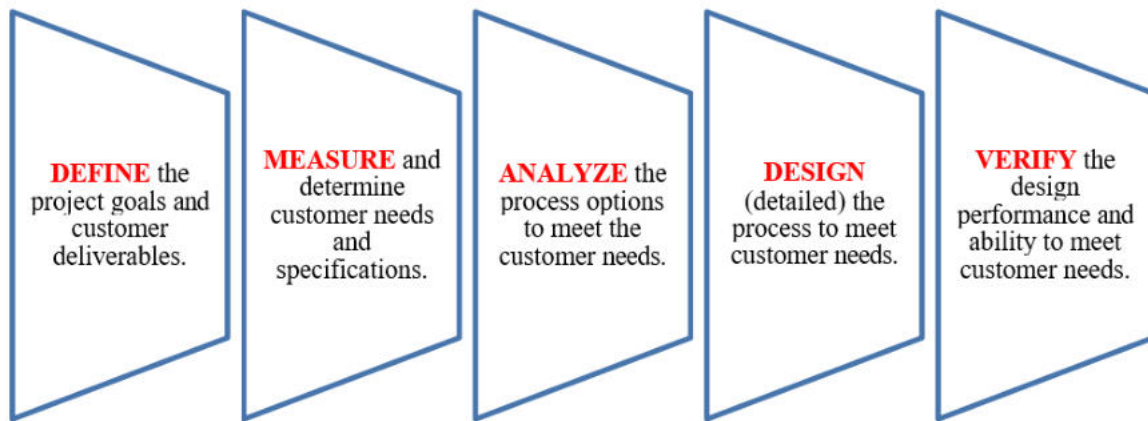 DEFINE the
project goals and
customer
deliverables.
MEASURE and
determine
customer needs
and
specifications.
ANALYZE the
process options
to meet the
customer needs.
DESIGN
(detailed) the
process to meet
customer needs.
VERIFY the
design
performance and
ability to meet
customer needs.